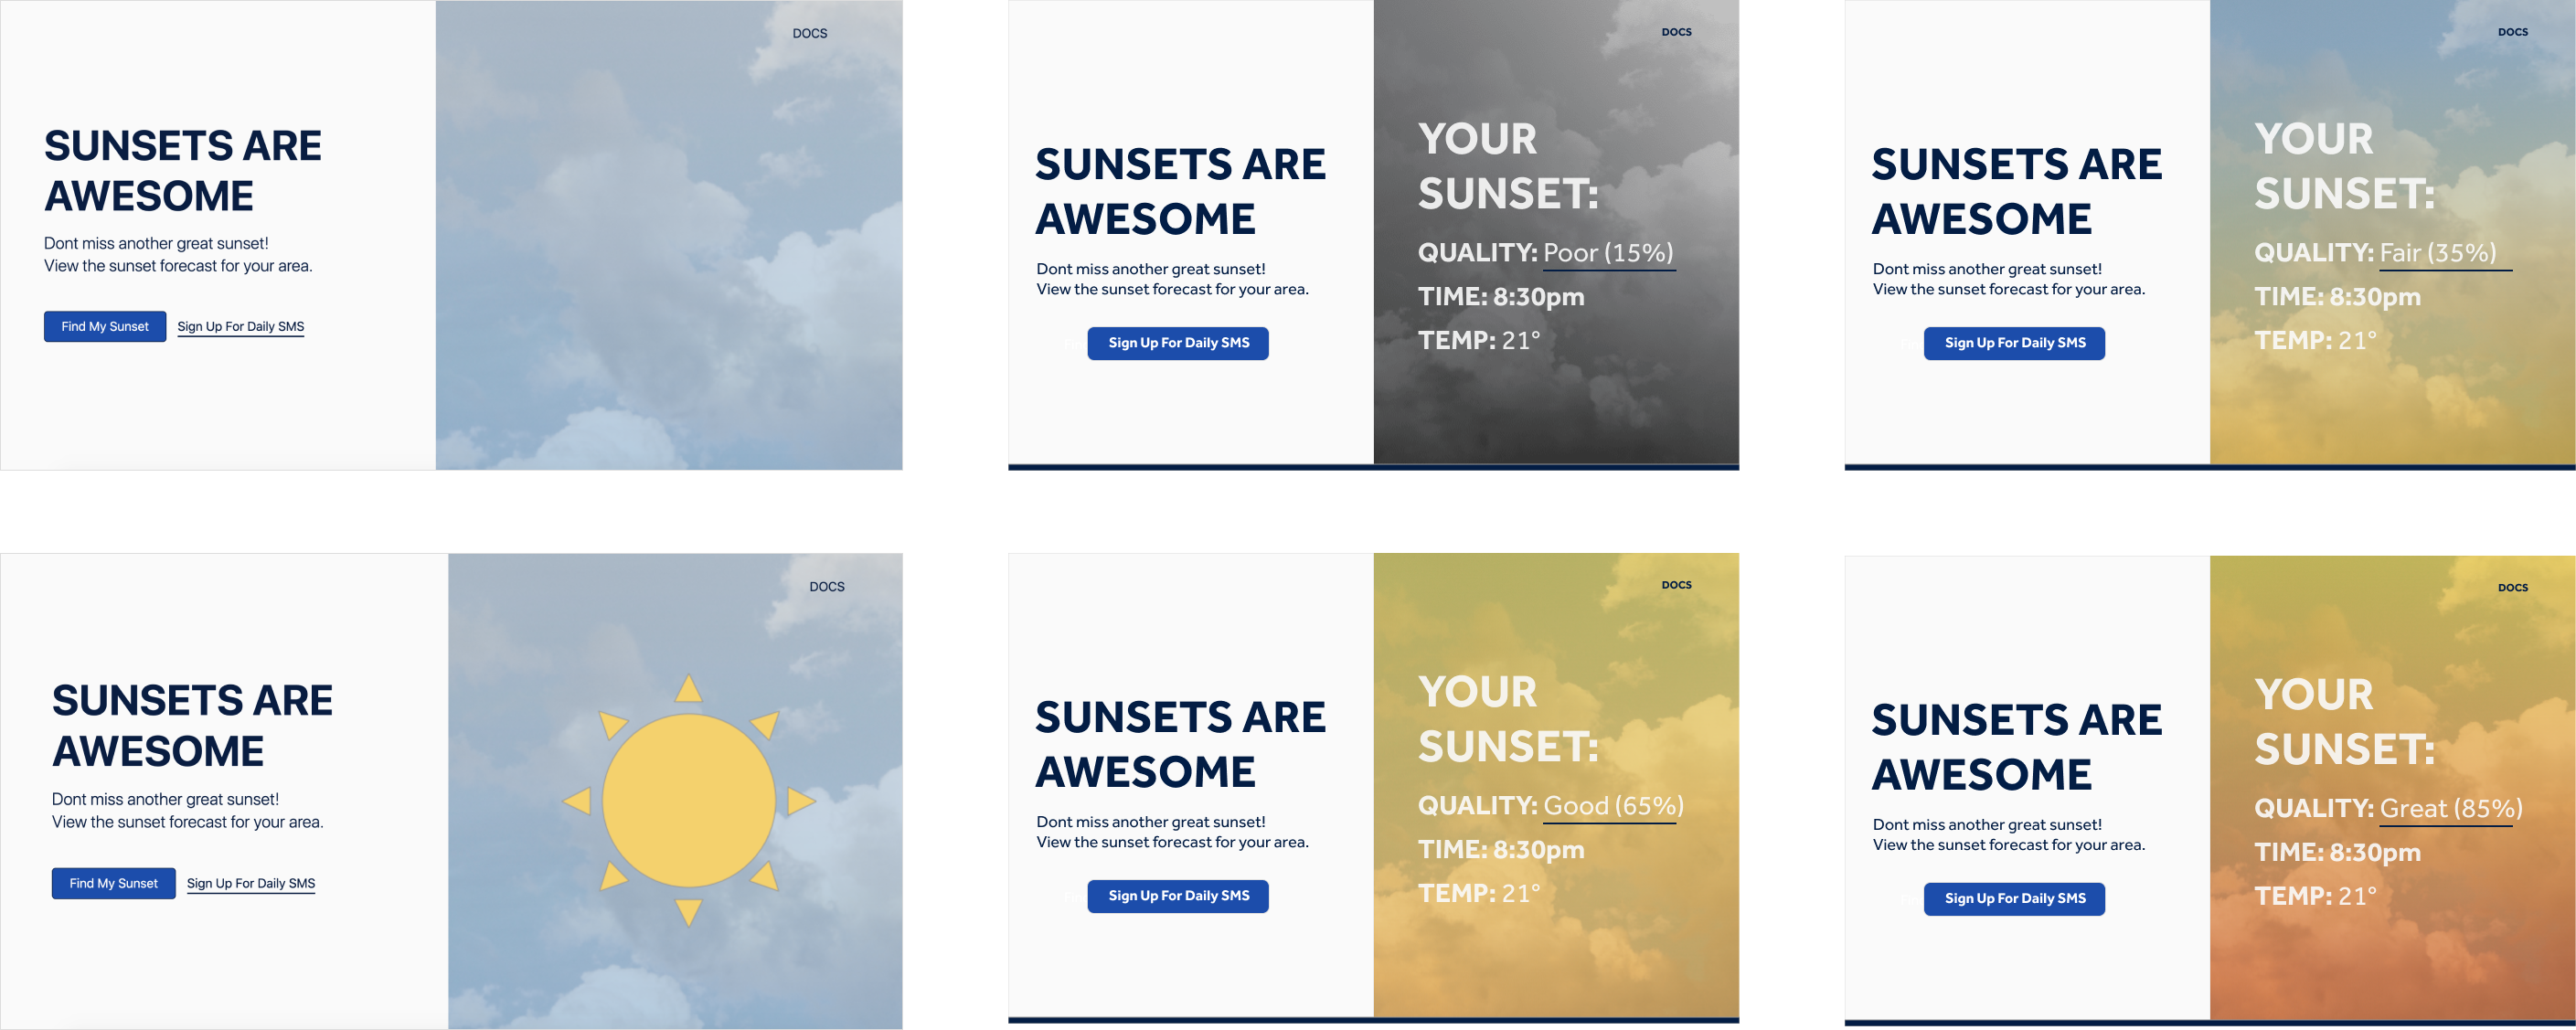 DOCS
SUNSETS ARE
AWESOME
Dont miss another great sunset!
View the sunset forecast for your area.
Find My Sunset
Sign Up For Daily SMS
DOCS
SUNSETS ARE
AWESOME
Dont miss another great sunset!
View the sunset forecast for your area.
Sign Up For Daily SMS
YOUR
SUNSET:
QUALITY: Poor (15%)
TIME: 8:30pm
TEMP: 21°
DOCS
SUNSETS ARE
AWESOME
Dont miss another great sunset!
View the sunset forecast for your area.
Sign Up For Daily SMS
YOUR
SUNSET:
QUALITY: Fair (35%)
TIME: 8:30pm
TEMP: 21°
DOCS
SUNSETS ARE
AWESOME
Dont miss another great sunset!
View the sunset forecast for your area.
Find My Sunset
Sign Up For Daily SMS
DOCS
SUNSETS ARE
AWESOME
Dont miss another great sunset!
View the sunset forecast for your area.
Sign Up For Daily SMS
YOUR
SUNSET:
QUALITY: Good (65%)
TIME: 8:30pm
TEMP: 21°
DOCS
SUNSETS ARE
AWESOME
Dont miss another great sunset!
View the sunset forecast for your area.
Sign Up For Daily SMS
YOUR
SUNSET:
QUALITY: Great (85%)
TIME: 8:30pm
TEMP: 21°